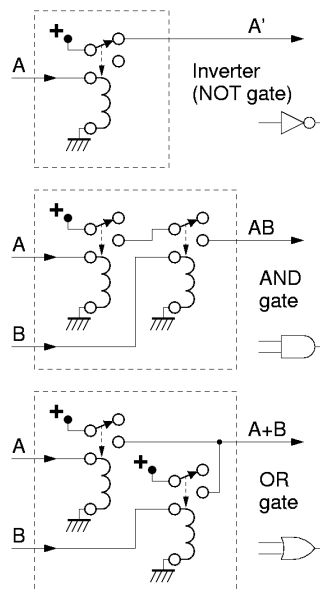 +
A'
A
Inverter
(NOT gate)
+
+
AB
A
AND
gate
B
+
A+B
A
+
OR
gate
B